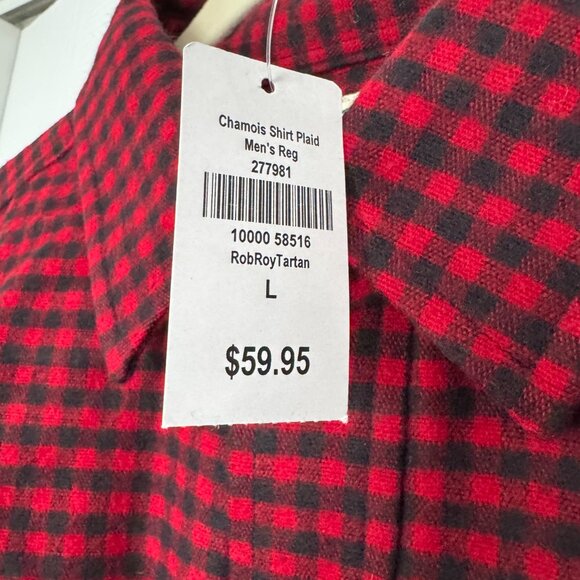 Chamois Shirt Plaid
Men's Reg
277981
10000 58516
RobRoyTartan
L
$59.95